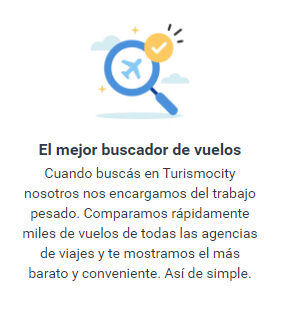 El mejor buscador de vuelos
Cuando buscás en Turismocity
nosotros nos encargamos del trabajo
pesado. Comparamos rápidamente
miles de vuelos de todas las agencias
de viajes y te mostramos el más
barato y conveniente. Así de simple.